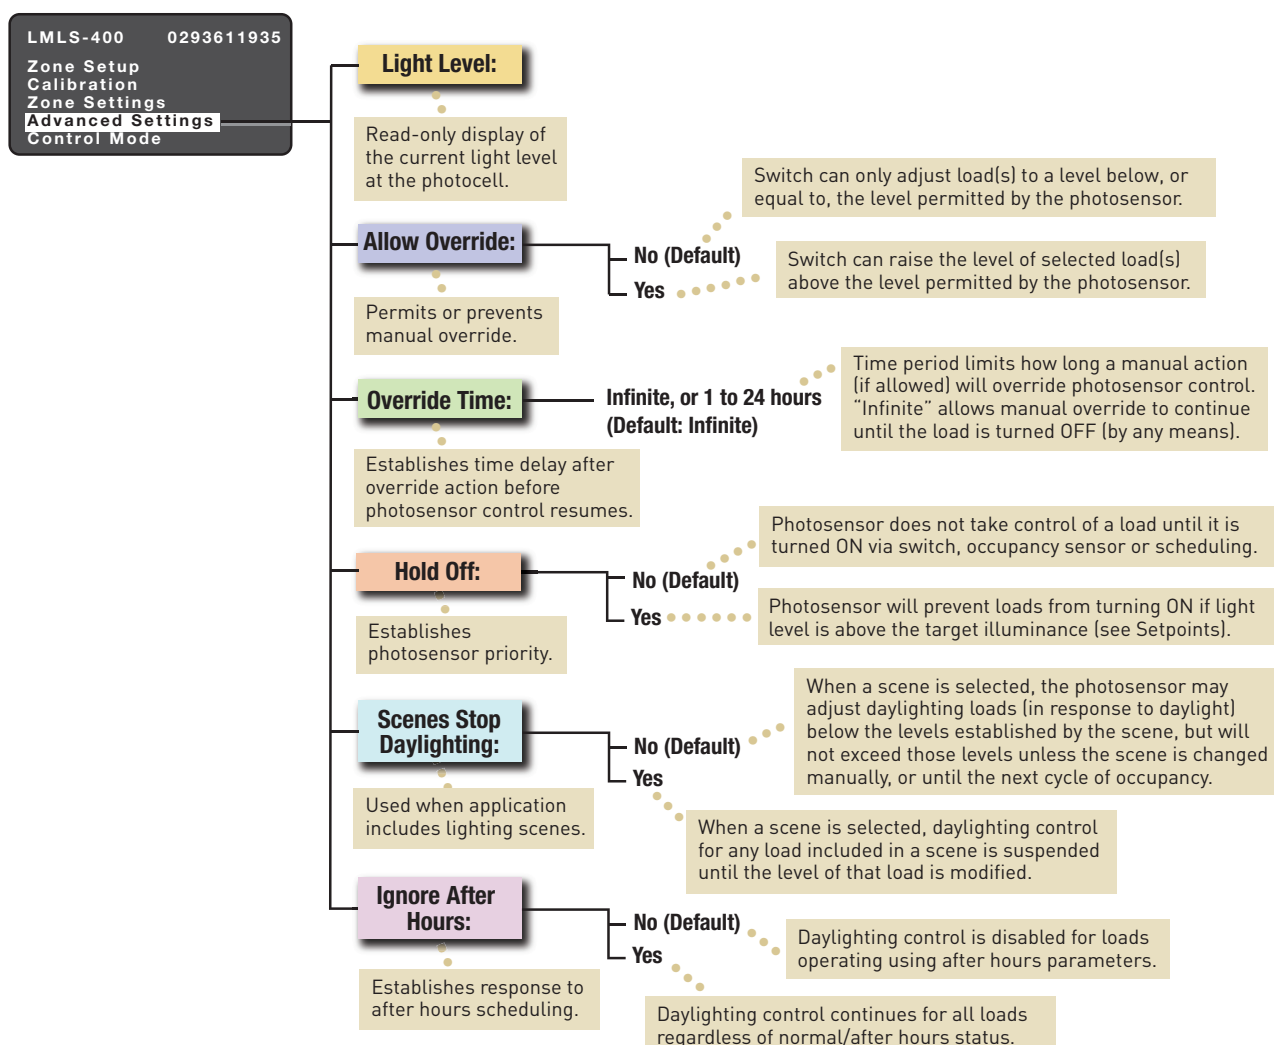 LMLS-400 0293611935
Zone Setup
Calibration
Zone Settings
Advanced Settings
Control Mode
Light Level:
Read-only display of
the current light level
at the photocell.
Allow Override:
Permits or prevents
manual override.
No (Default)
Switch can only adjust load(s) to a level below, or
equal to, the level permitted by the photosensor.
Yes
Switch can raise the level of selected load(s)
above the level permitted by the photosensor.
Override Time:
Establishes time delay after
override action before
photosensor control resumes.
Infinite, or 1 to 24 hours
(Default: Infinite)
Time period limits how long a manual action
(if allowed) will override photosensor control.
“Infinite” allows manual override to continue
until the load is turned OFF (by any means).
Hold Off:
Establishes
photosensor priority.
No (Default)
Photosensor does not take control of a load until it is
turned ON via switch, occupancy sensor or scheduling.
Yes
Photosensor will prevent loads from turning ON if light
level is above the target illuminance (see Setpoints).
Scenes Stop
Daylighting:
Used when application
includes lighting scenes.
No (Default)
When a scene is selected, the photosensor may
adjust daylighting loads (in response to daylight)
below the levels established by the scene, but will
not exceed those levels unless the scene is changed
manually, or until the next cycle of occupancy.
Yes
When a scene is selected, daylighting control
for any load included in a scene is suspended
until the level of that load is modified.
Ignore After
Hours:
Establishes response to
after hours scheduling.
No (Default)
Daylighting control is disabled for loads
operating using after hours parameters.
Yes
Daylighting control continues for all loads
regardless of normal/after hours status.